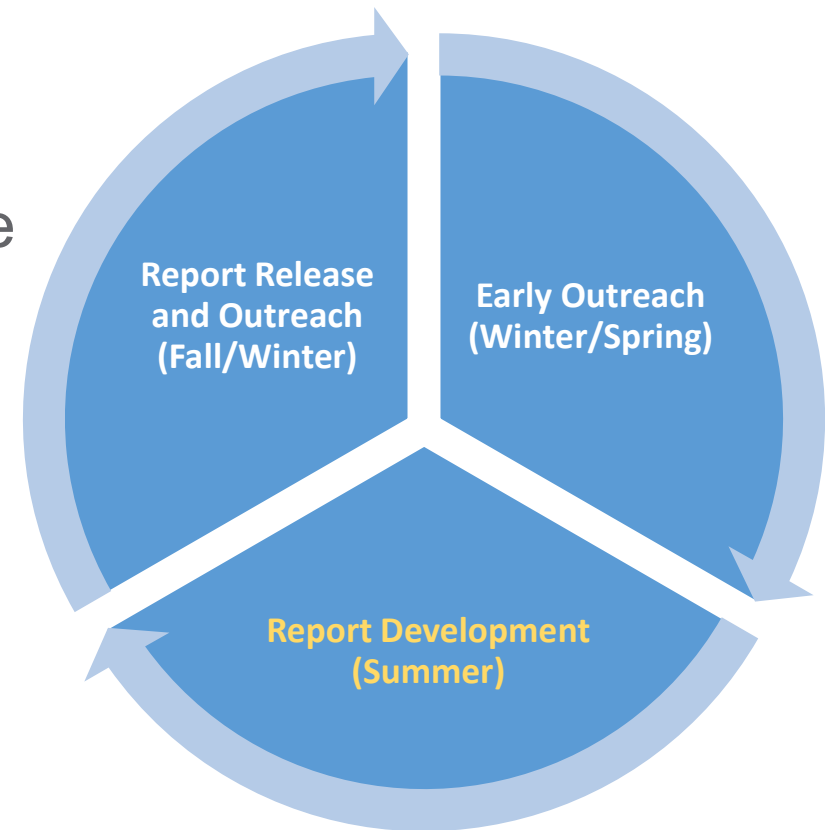 e
Report Release
and Outreach
(Fall/Winter)
Early Outreach
(Winter/Spring)
Report Development
(Summer)